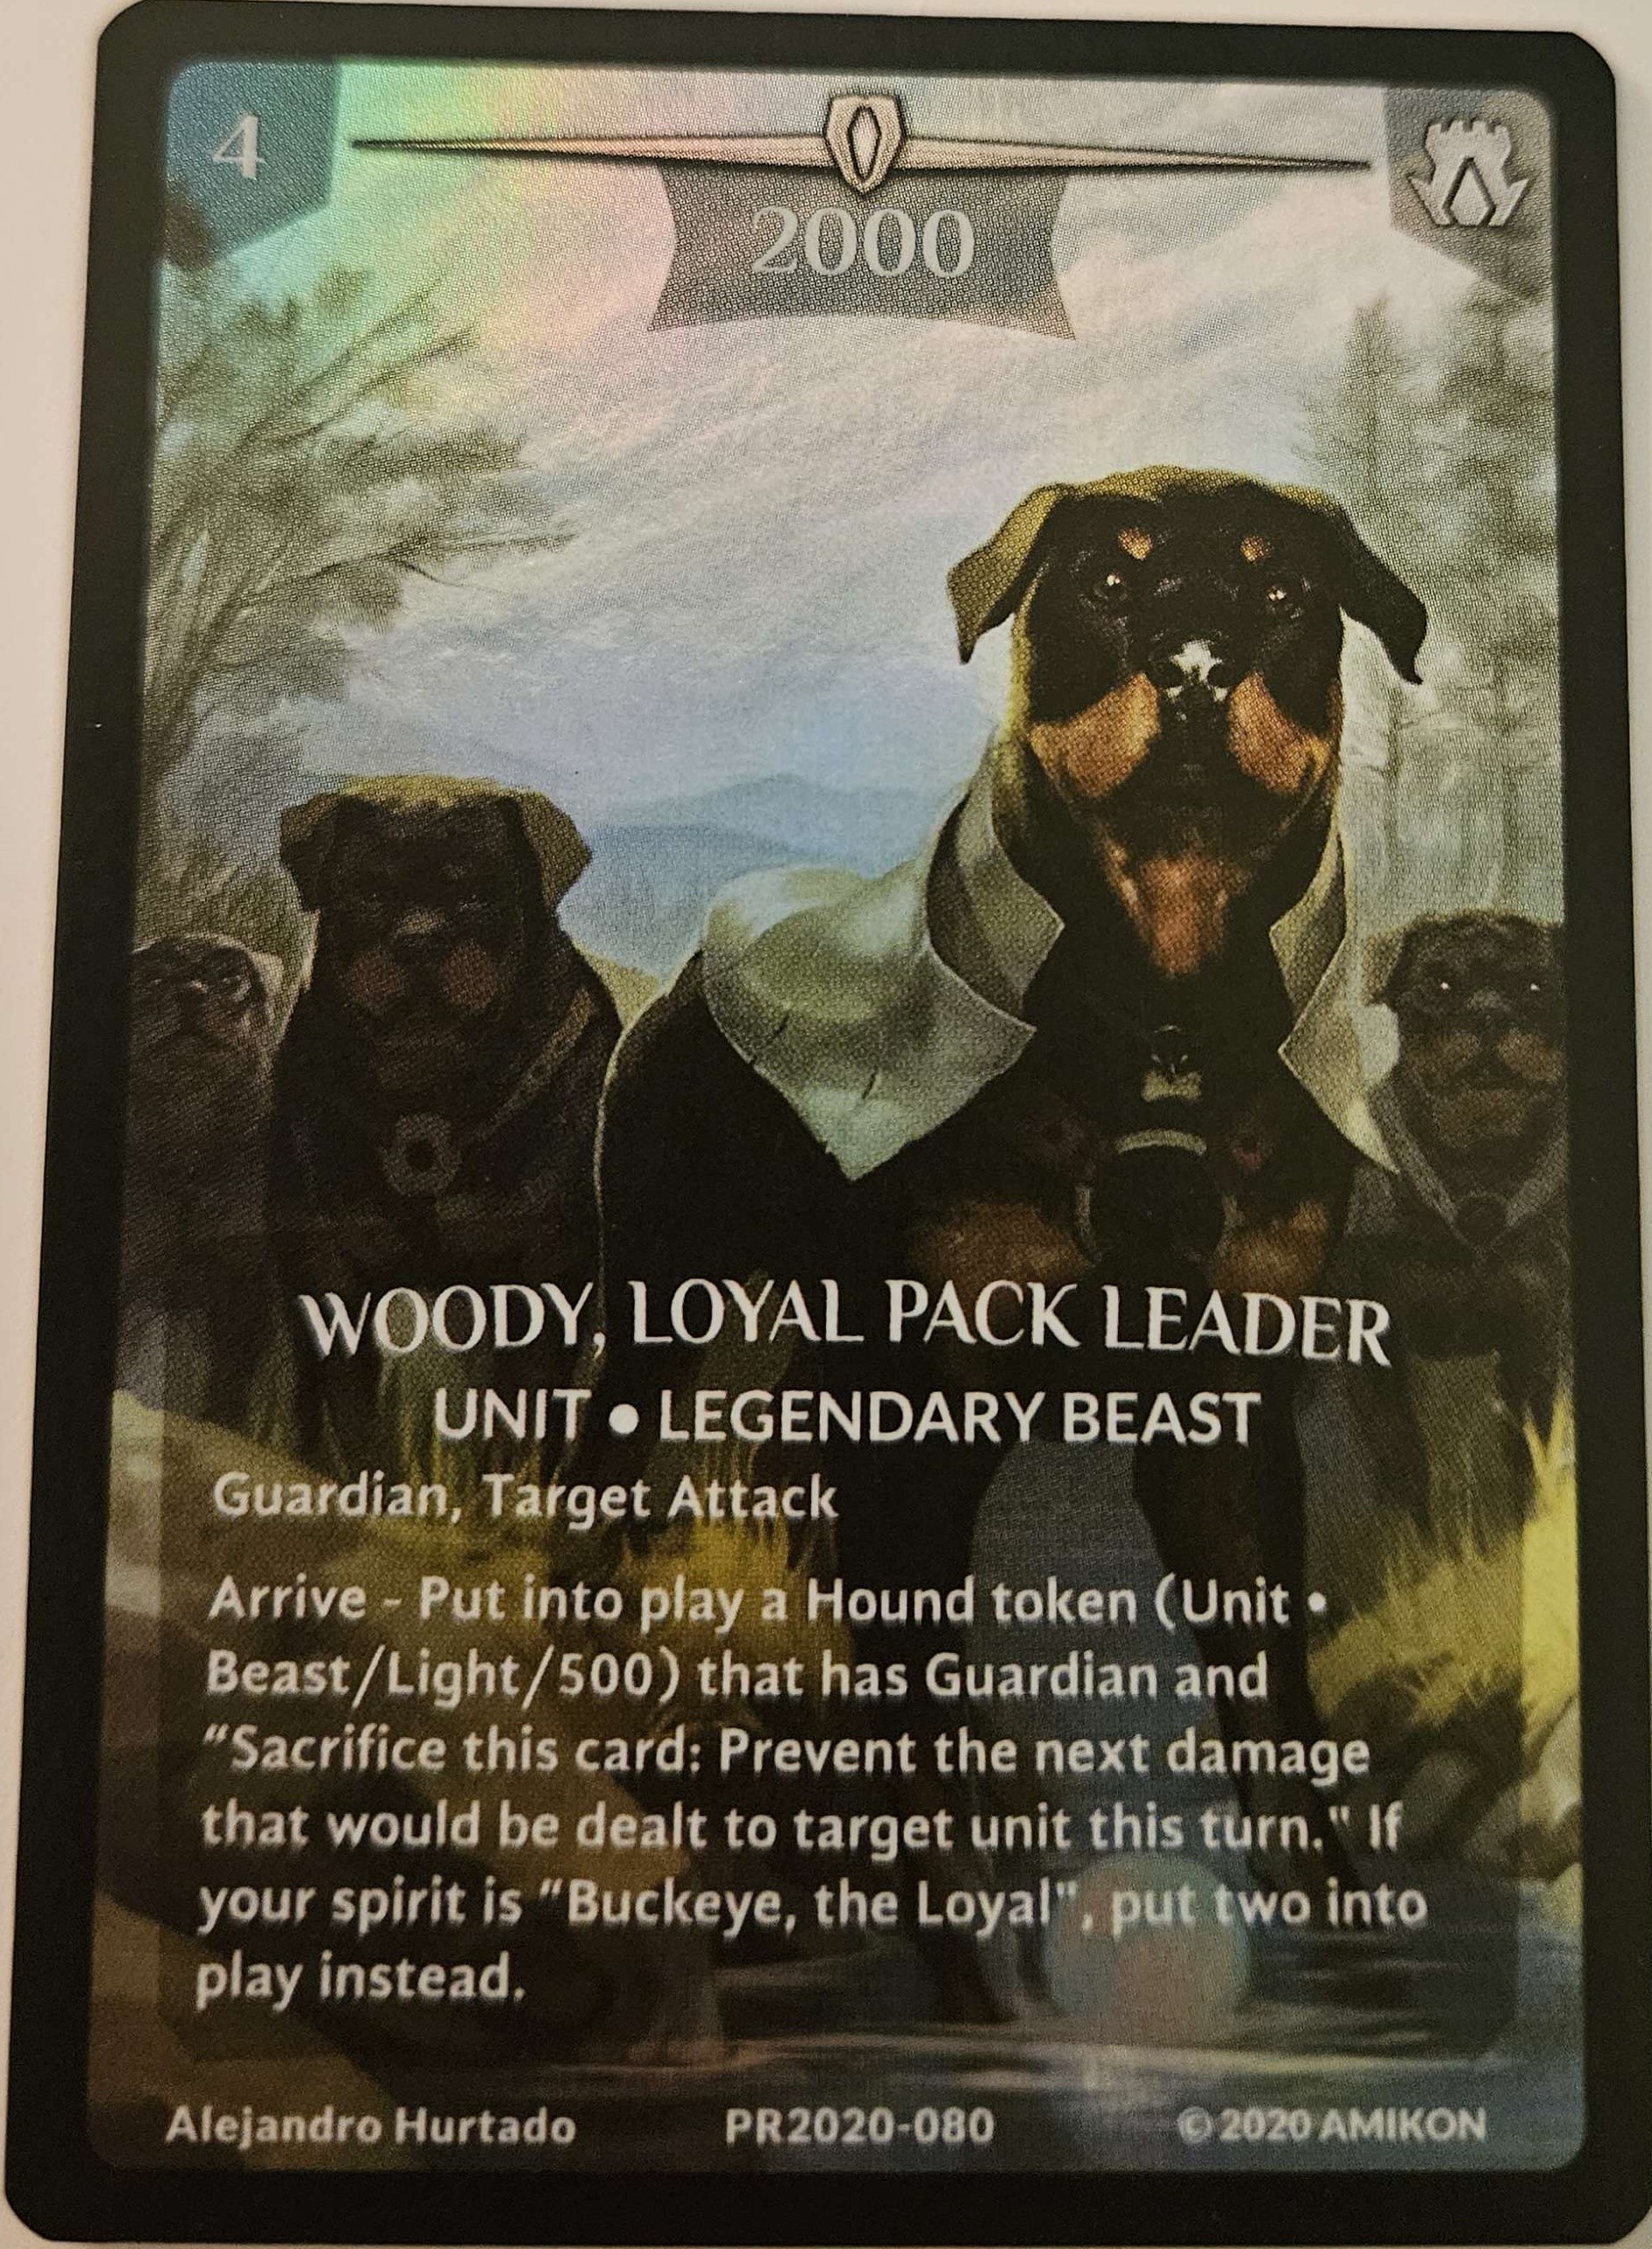 4
2000
WOODY, LOYAL PACK LEADER
UNIT • LEGENDARY BEAST
Guardian, Target Attack
Arrive - Put into play a Hound token (Unit •
Beast/Light/500) that has Guardian and
“Sacrifice this card: Prevent the next damage
that would be dealt to target unit this turn." If
your spirit is “Buckeye, the Loyal", put two into
play instead.
Alejandro Hurtado PR2020-080 © 2020 AMIKON